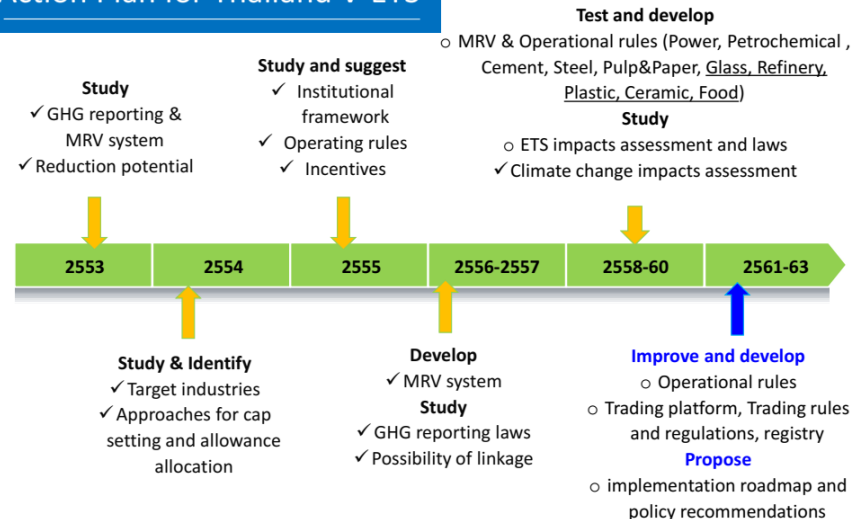 Action Plan for Thailand V-ETS
Study
✓ GHG reporting &
MRV system
✓ Reduction potential
Study and suggest
✓ Institutional
framework
✓ Operating rules
✓ Incentives
Test and develop
○ MRV & Operational rules (Power, Petrochemical ,
Cement, Steel, Pulp&Paper, Glass, Refinery,
Plastic, Ceramic, Food)
Study
○ ETS impacts assessment and laws
✓ Climate change impacts assessment
2553
2554
2555
2556-2557
2558-60
2561-63
Study & Identify
✓ Target industries
✓ Approaches for cap
setting and allowance
allocation
Develop
✓ MRV system
Study
✓ GHG reporting laws
✓ Possibility of linkage
Improve and develop
○ Operational rules
○ Trading platform, Trading rules
and regulations, registry
Propose
○ implementation roadmap and
policy recommendations